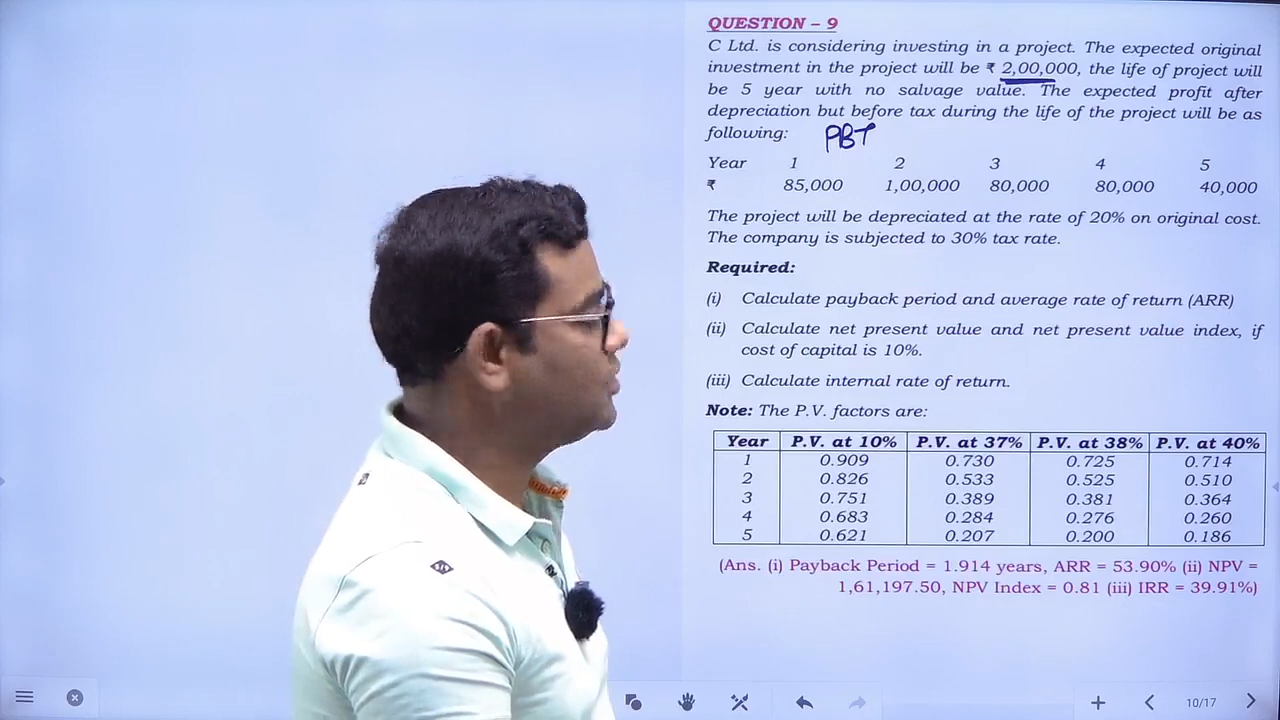 QUESTION – 9
C Ltd. is considering investing in a project. The expected original
investment in the project will be ₹ 2,00,000, the life of project will
be 5 year with no salvage value. The expected profit after
depreciation but before tax during the life of the project will be as
following: PBT
Year 1 2 3 4 5
₹ 85,000 1,00,000 80,000 80,000 40,000
The project will be depreciated at the rate of 20% on original cost.
The company is subjected to 30% tax rate.
Required:
(i) Calculate payback period and average rate of return (ARR)
(ii) Calculate net present value and net present value index, if
cost of capital is 10%.
(iii) Calculate internal rate of return.
Note: The P.V. factors are:
Year P.V. at 10% P.V. at 37% P.V. at 38% P.V. at 40%
1 0.909 0.730 0.725 0.714
2 0.826 0.533 0.525 0.510
3 0.751 0.389 0.381 0.364
4 0.683 0.284 0.276 0.260
5 0.621 0.207 0.200 0.186
(Ans. (i) Payback Period = 1.914 years, ARR = 53.90% (ii) NPV =
1,61,197.50, NPV Index = 0.81 (iii) IRR = 39.91%)
10/17